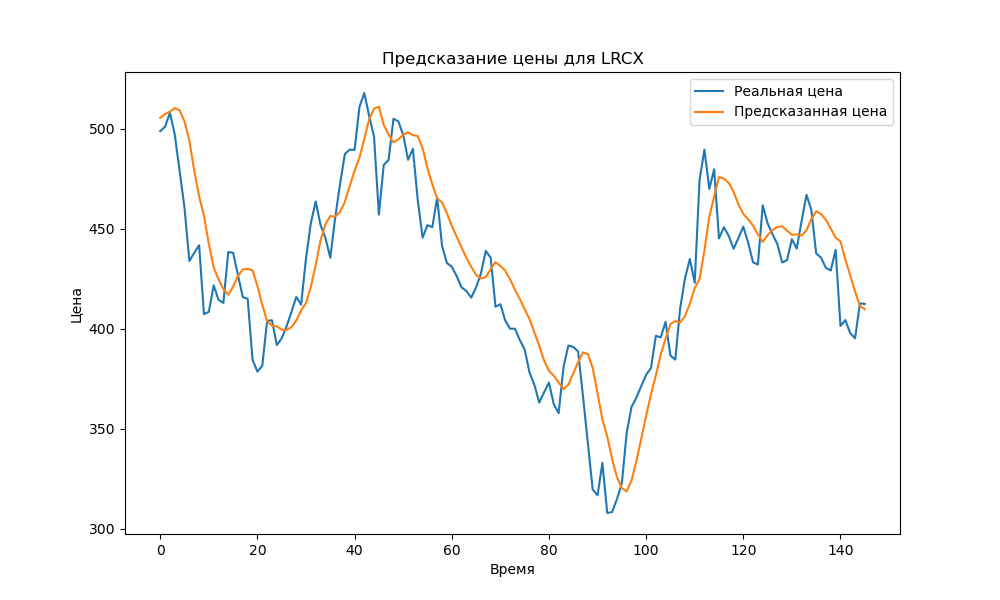 Предсказание цены для LRCX
Реальная цена
Предсказанная цена
Цена
500
450
400
350
300
0 20 40 60 80 100 120 140
Время